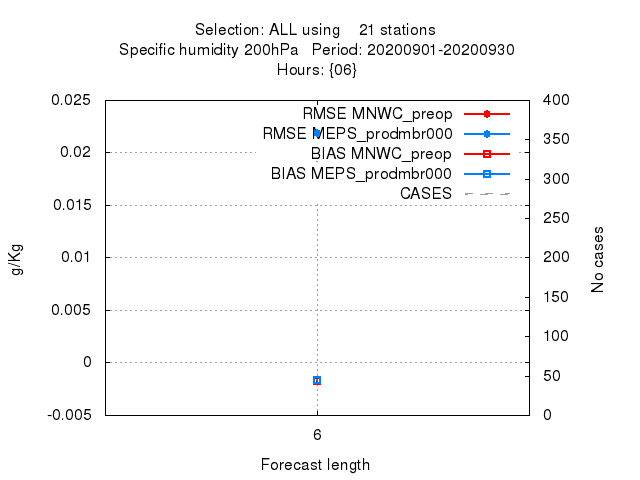 Selection: ALL using 21 stations
Specific humidity 200hPa Period: 20200901-20200930
Hours: {06}
RMSE MNWC_preop
RMSE MEPS_prodmbr000
BIAS MNWC_preop
BIAS MEPS_prodmbr000
CASES
0.025
0.02
0.015
0.01
0.005
0
-0.005
g/Kg
400
350
300
250
200
150
100
50
0
No cases
6
Forecast length